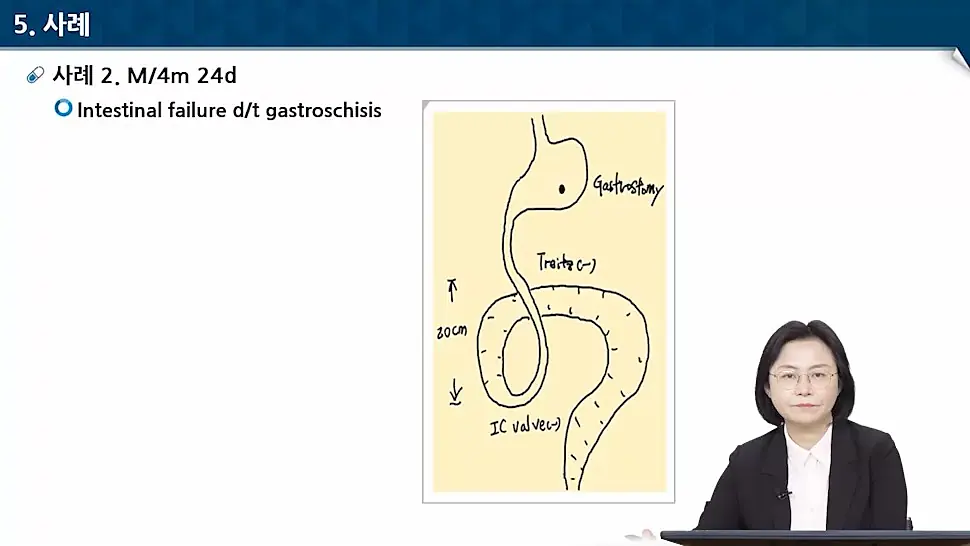 5. 사례
사례 2. M/4m 24d
Intestinal failure d/t gastroschisis
Gastrostomy
Treitz(-)
20cm
IC valve(-)